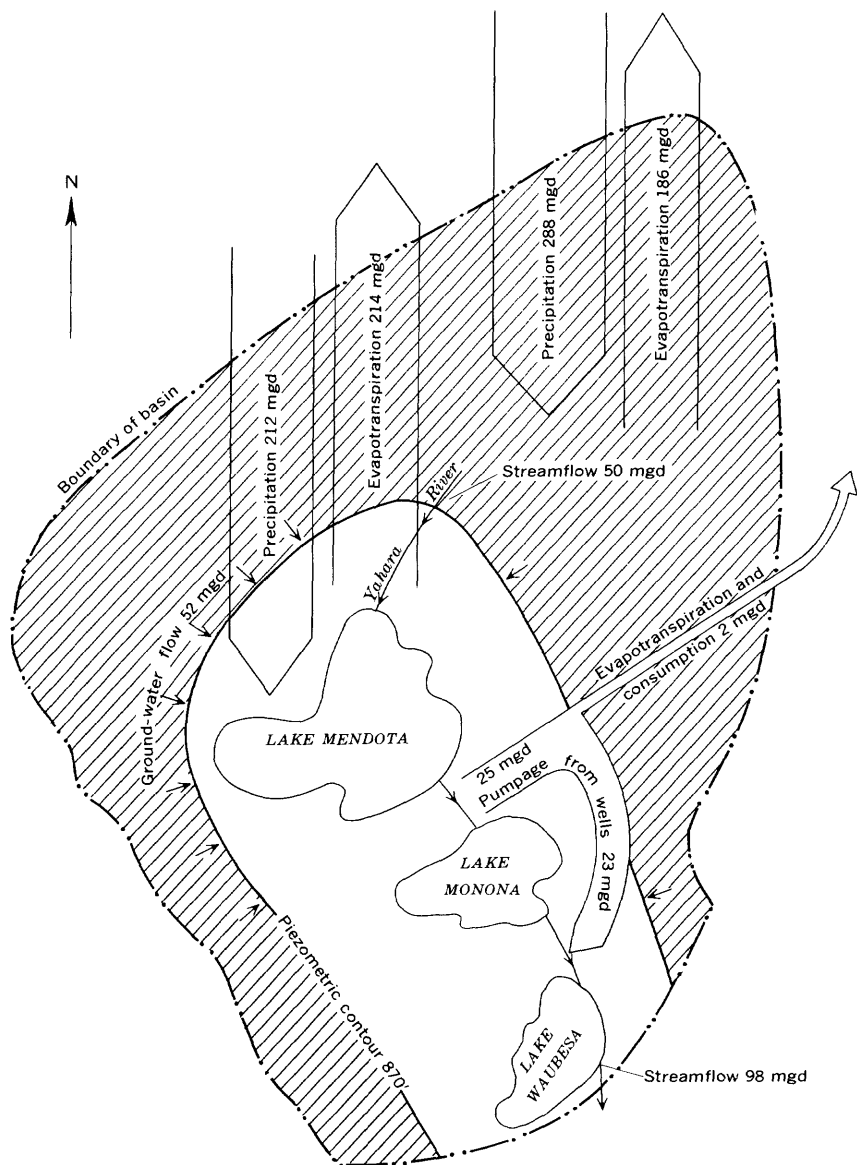 N
Precipitation 288 mgd
Evapotranspiration 186 mgd
Evapotranspiration 214 mgd
Precipitation 212 mgd
Boundary of basin
Streamflow 50 mgd
Yahara River
Ground-water flow 52 mgd
Evapotranspiration and
consumption 2 mgd
LAKE MENDOTA
25 mgd
Pumpage from wells 23 mgd
LAKE
MONONA
Piezometric contour 870'
LAKE
WAUBESA
Streamflow 98 mgd